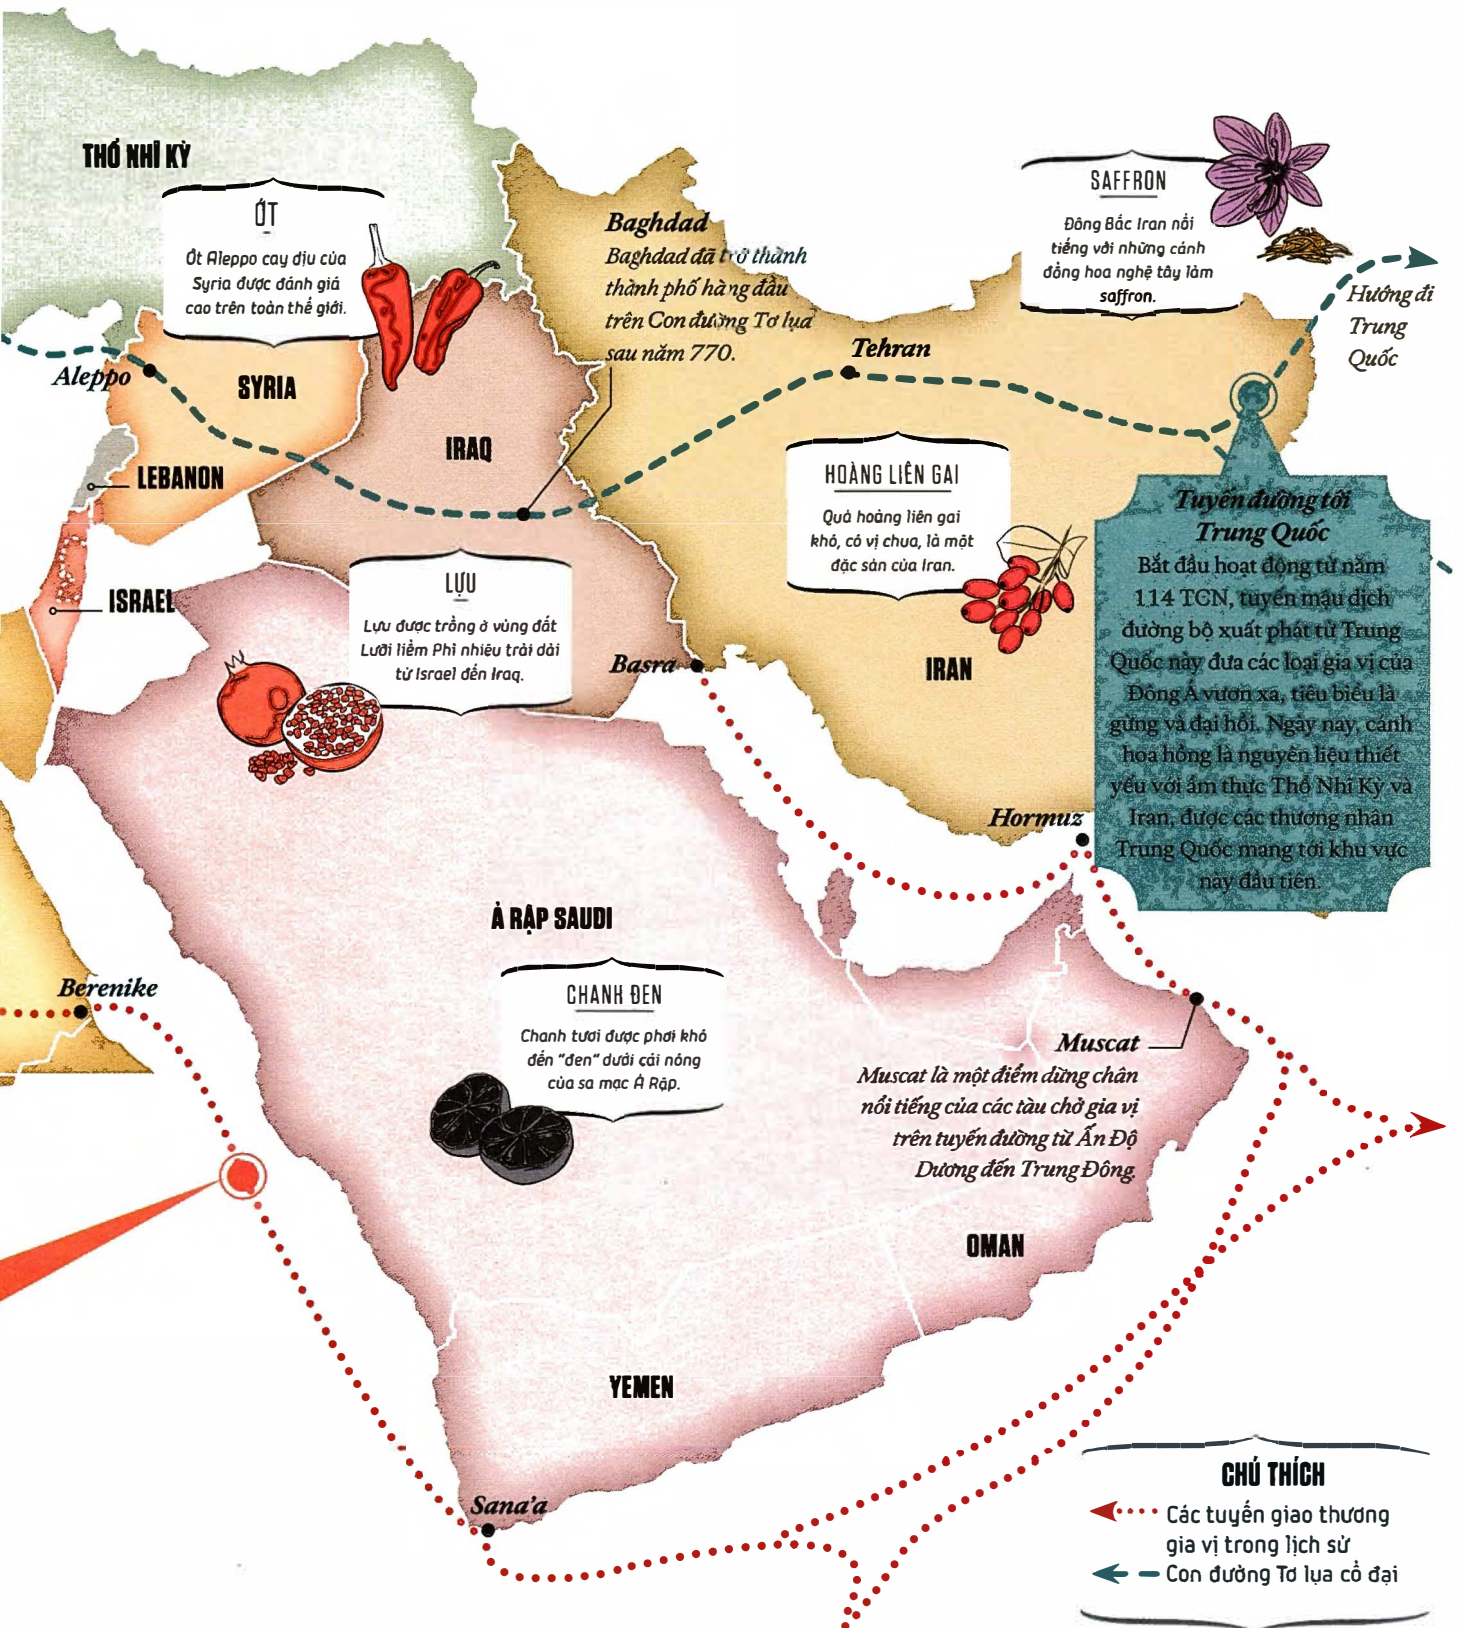 THỔ NHĨ KỲ
ỚT
Ớt Aleppo cay dịu của
Syria được đánh giá
cao trên toàn thế giới.
Baghdad
Baghdad đã trở thành
thành phố hàng đầu
trên Con đường Tơ lụa
sau năm 770.
SAFFRON
Đông Bắc Iran nổi
tiếng với những cánh
đồng hoa nghệ tây làm
saffron.
Hướng đi
Trung
Quốc
Tehran
Aleppo
SYRIA
IRAQ
LEBANON
HOÀNG LIÊN GAI
Quả hoàng liên gai
khô, có vị chua, là một
đặc sản của Iran.
Tuyến đường tới
Trung Quốc
Bắt đầu hoạt động từ năm
114 TCN, tuyến mậu dịch
đường bộ xuất phát từ Trung
Quốc này đưa các loại gia vị của
Đông Á vươn xa, tiêu biểu là
gừng và đại hồi. Ngày nay, cánh
hoa hồng là nguyên liệu thiết
yếu với ẩm thực Thổ Nhĩ Kỳ và
Iran, được các thương nhân
Trung Quốc mang tới khu vực
này đầu tiên.
ISRAEL
LỰU
Lựu được trồng ở vùng đất
Lưỡi liềm Phì nhiêu trải dài
từ Israel đến Iraq.
Basra
IRAN
Hormuz
Ả RẬP SAUDI
CHANH ĐEN
Chanh tươi được phơi khô
đến "đen" dưới cái nóng
của sa mạc Ả Rập.
Berenike
Muscat
Muscat là một điểm dừng chân
nổi tiếng của các tàu chở gia vị
trên tuyến đường từ Ấn Độ
Dương đến Trung Đông.
OMAN
YEMEN
Sana'a
CHÚ THÍCH
Các tuyến giao thương
gia vị trong lịch sử
Con đường Tơ lụa cổ đại